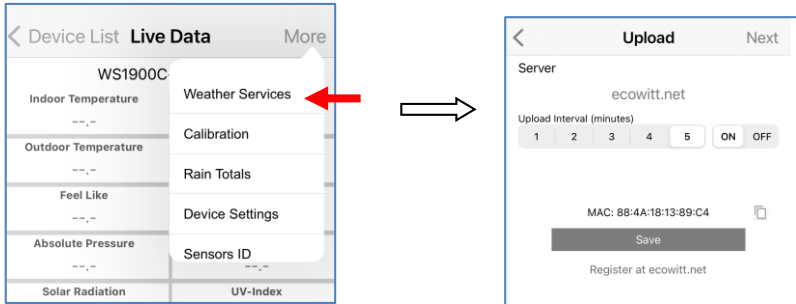 Device List Live Data More
WS1900C-
Indoor Temperature
--.-
Outdoor Temperature
--.-
Feel Like
--.-
Absolute Pressure
--.-
--.-
Solar Radiation
UV-Index
Weather Services
Calibration
Rain Totals
Device Settings
Sensors ID
Upload Next
Server
ecowitt.net
Upload Interval (minutes)
1 2 3 4 5 ON OFF
MAC: 88:4A:18:13:89:C4
Save
Register at ecowitt.net